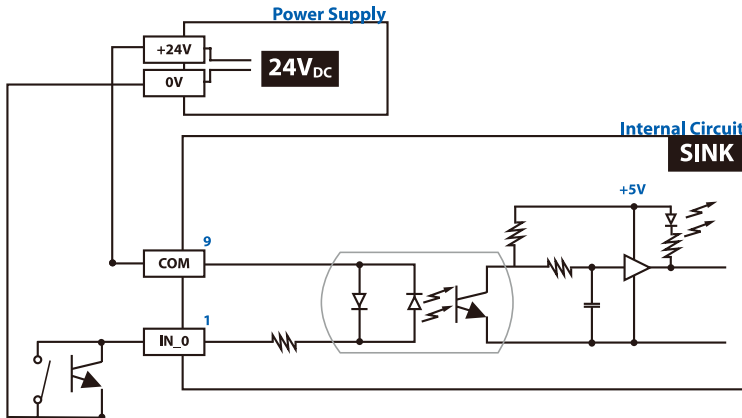 Power Supply
+24V
0V
24VDC
Internal Circuit
SINK
+5V
9
COM
1
IN_0